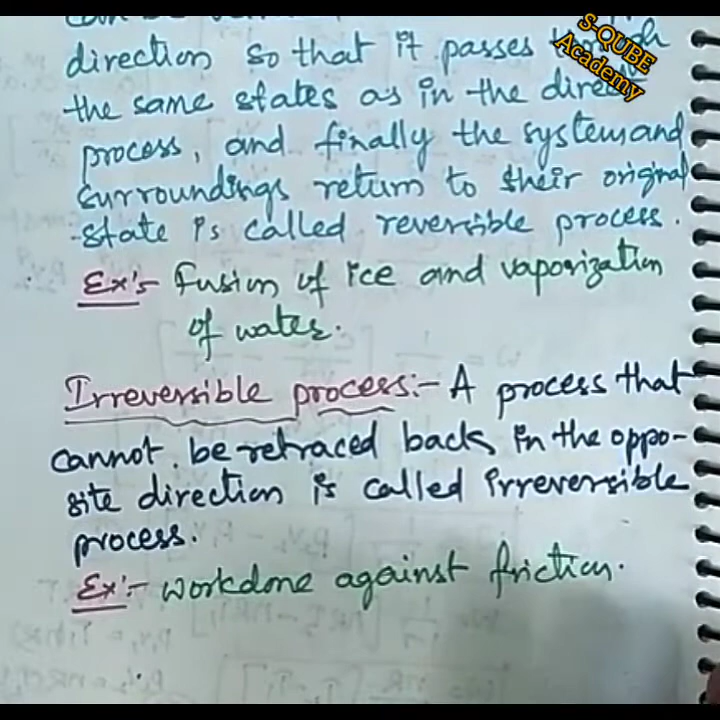 direction so that it passes through
the same states as in the direct
process, and finally the system and
surroundings return to their original
state is called reversible process.
Ex:- Fusion of ice and vaporization
of water.
Irreversible process:- A process that
cannot be retraced back in the oppo-
site direction is called irreversible
process.
Ex:- workdone against friction.
S-QUBE
Academy